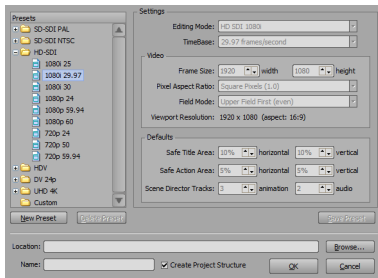 Presets
SD-SDI PAL
SD-SDI NTSC
HD-SDI
1080i 25
1080i 29.97
1080i 30
1080p 24
1080p 59.94
1080p 60
720p 24
720p 50
720p 59.94
HDV
DV 24p
UHD 4K
Custom
New Preset
Delete Preset
Settings
Editing Mode: HD SDI 1080i
TimeBase: 29.97 frames/second
Video
Frame Size: 1920 width 1080 height
Pixel Aspect Ratio: Square Pixels (1.0)
Field Mode: Upper Field First (even)
Viewport Resolution: 1920 x 1080 (aspect: 16:9)
Defaults
Safe Title Area: 10% horizontal 10% vertical
Safe Action Area: 5% horizontal 5% vertical
Scene Director Tracks: 3 animation 2 audio
Save Preset
Location: Browse...
Name: Create Project Structure OK Cancel